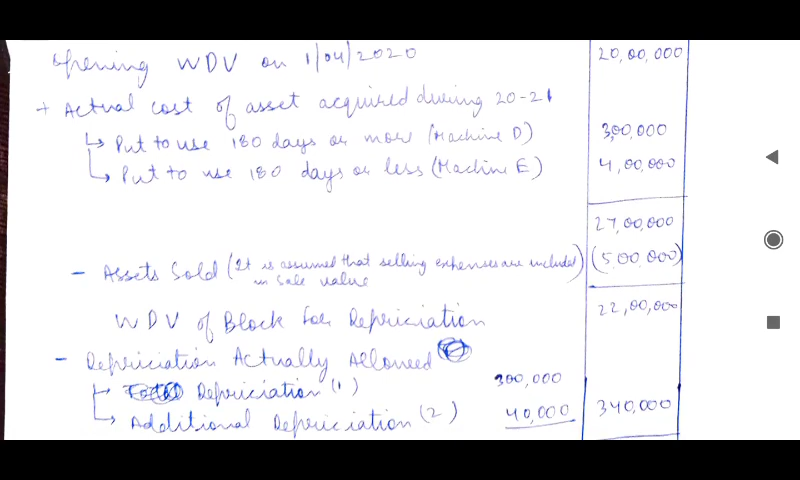 Opening WDV on 1/04/2020 20,00,000
+ Actual cost of asset acquired during 20-21
↳ Put to use 180 days or more (Machine D) 3,00,000
↳ Put to use 180 days or less (Machine E) 4,00,000
27,00,000
- Assets Sold (It is assumed that selling expenses are included in sale value) (5,00,000)
WDV of Block for Depriciation 22,00,000
- Depriciation Actually Allowed
↳ Depriciation (1) 300,000
↳ Additional Depriciation (2) 40,000 340,000